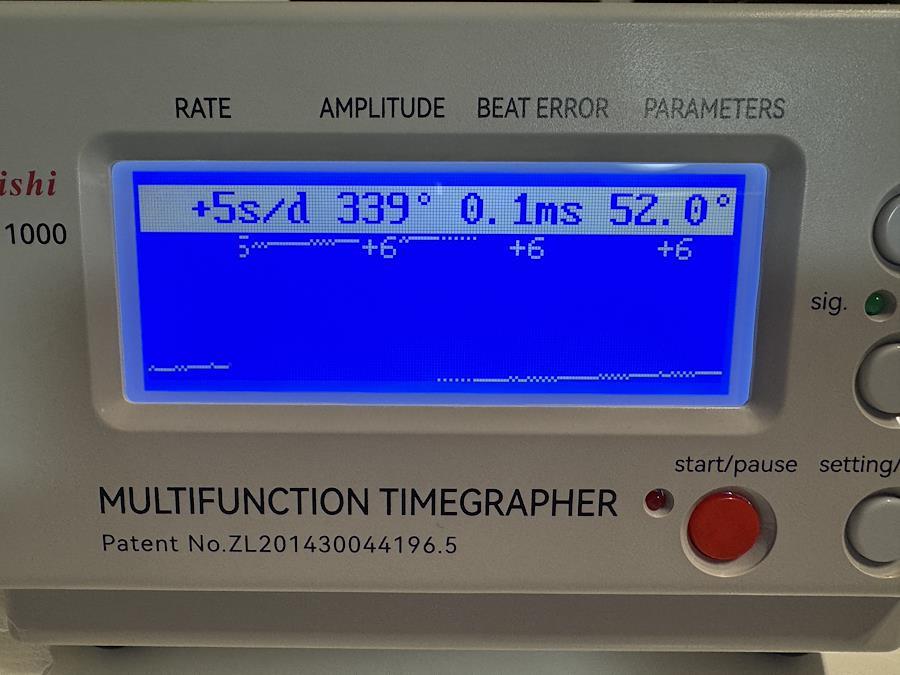 RATE AMPLITUDE BEAT ERROR PARAMETERS
ishi
1000
+5s/d 339° 0.1ms 52.0°
5 +6 +6 +6
sig.
start/pause setting/
MULTIFUNCTION TIMEGRAPHER
Patent No.ZL201430044196.5